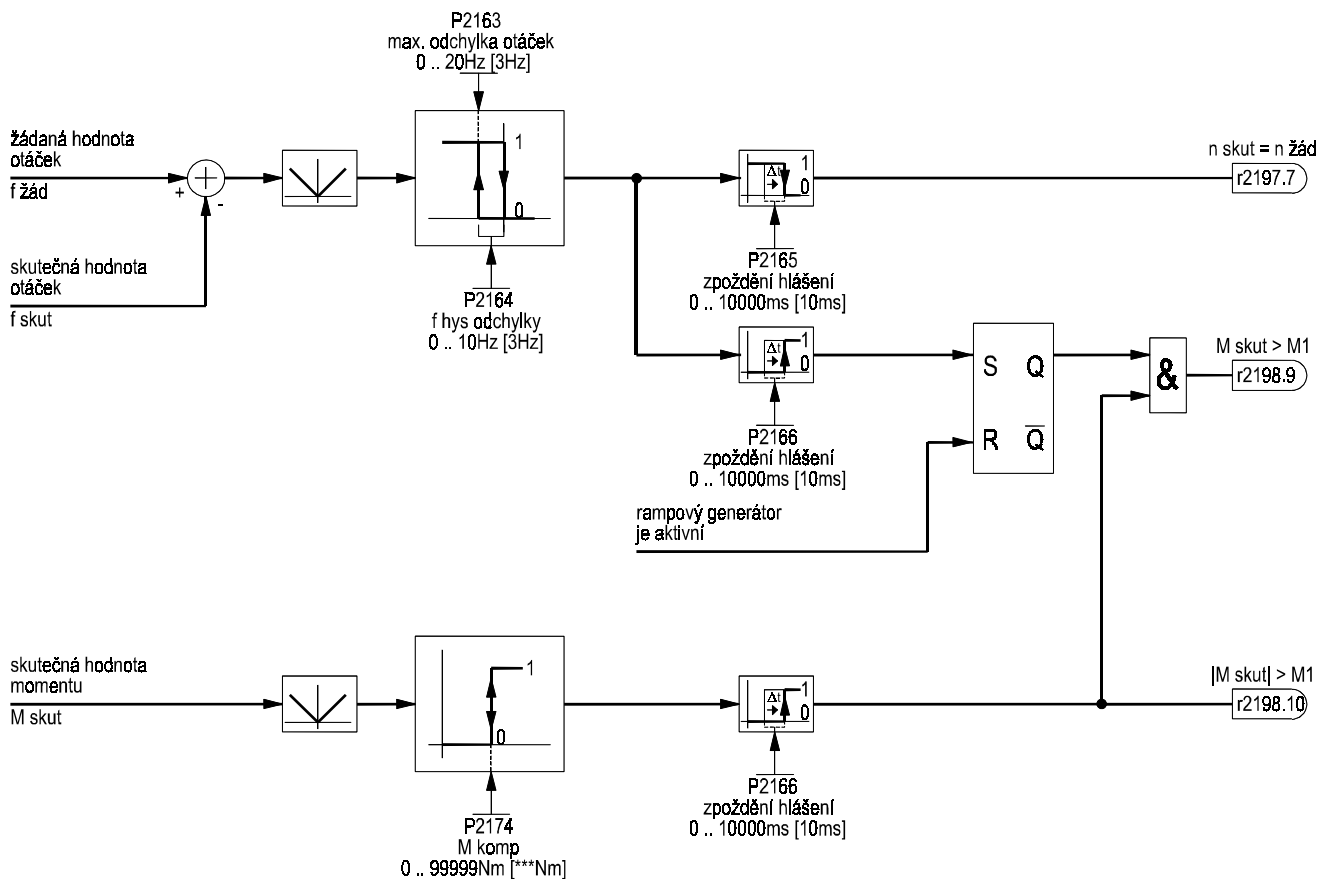 P2163
max. odchylka otáček
0 .. 20Hz [3Hz]
žádaná hodnota
otáček
f žád
+
-
1
0
skutečná hodnota
otáček
f skut
P2164
f hys odchylky
0 .. 10Hz [3Hz]
Δt
1
0
P2165
zpoždění hlášení
0 .. 10000ms [10ms]
n skut = n žád
r2197.7
Δt
1
0
P2166
zpoždění hlášení
0 .. 10000ms [10ms]
S Q
R Q̅
&
M skut > M1
r2198.9
rampový generátor
je aktivní
skutečná hodnota
momentu
M skut
1
0
P2174
M komp
0 .. 99999Nm [***Nm]
Δt
1
0
P2166
zpoždění hlášení
0 .. 10000ms [10ms]
|M skut| > M1
r2198.10